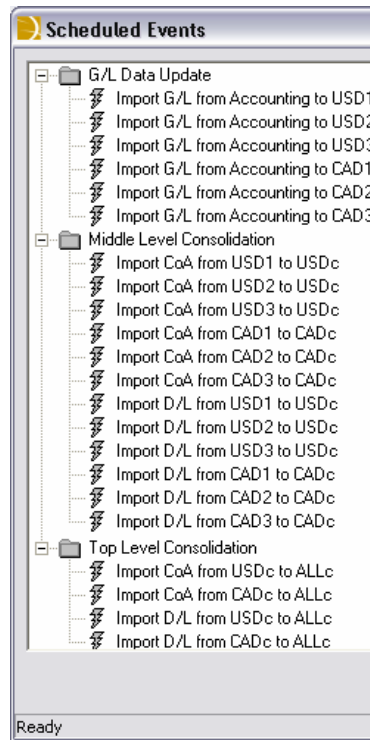 Scheduled Events
G/L Data Update
Import G/L from Accounting to USD1
Import G/L from Accounting to USD2
Import G/L from Accounting to USD3
Import G/L from Accounting to CAD1
Import G/L from Accounting to CAD2
Import G/L from Accounting to CAD3
Middle Level Consolidation
Import CoA from USD1 to USDc
Import CoA from USD2 to USDc
Import CoA from USD3 to USDc
Import CoA from CAD1 to CADc
Import CoA from CAD2 to CADc
Import CoA from CAD3 to CADc
Import D/L from USD1 to USDc
Import D/L from USD2 to USDc
Import D/L from USD3 to USDc
Import D/L from CAD1 to CADc
Import D/L from CAD2 to CADc
Import D/L from CAD3 to CADc
Top Level Consolidation
Import CoA from USDc to ALLc
Import CoA from CADc to ALLc
Import D/L from USDc to ALLc
Import D/L from CADc to ALLc
Ready